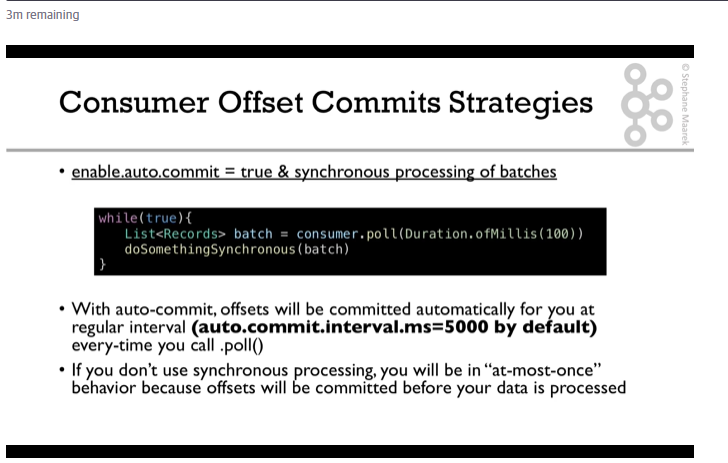 3m remaining
Consumer Offset Commits Strategies
© Stephane Maarek
• enable.auto.commit = true & synchronous processing of batches
while(true){
List<Records> batch = consumer.poll(Duration.ofMillis(100))
doSomethingSynchronous(batch)
}
• With auto-commit, offsets will be committed automatically for you at
regular interval (auto.commit.interval.ms=5000 by default)
every-time you call .poll()
• If you don't use synchronous processing, you will be in “at-most-once”
behavior because offsets will be committed before your data is processed